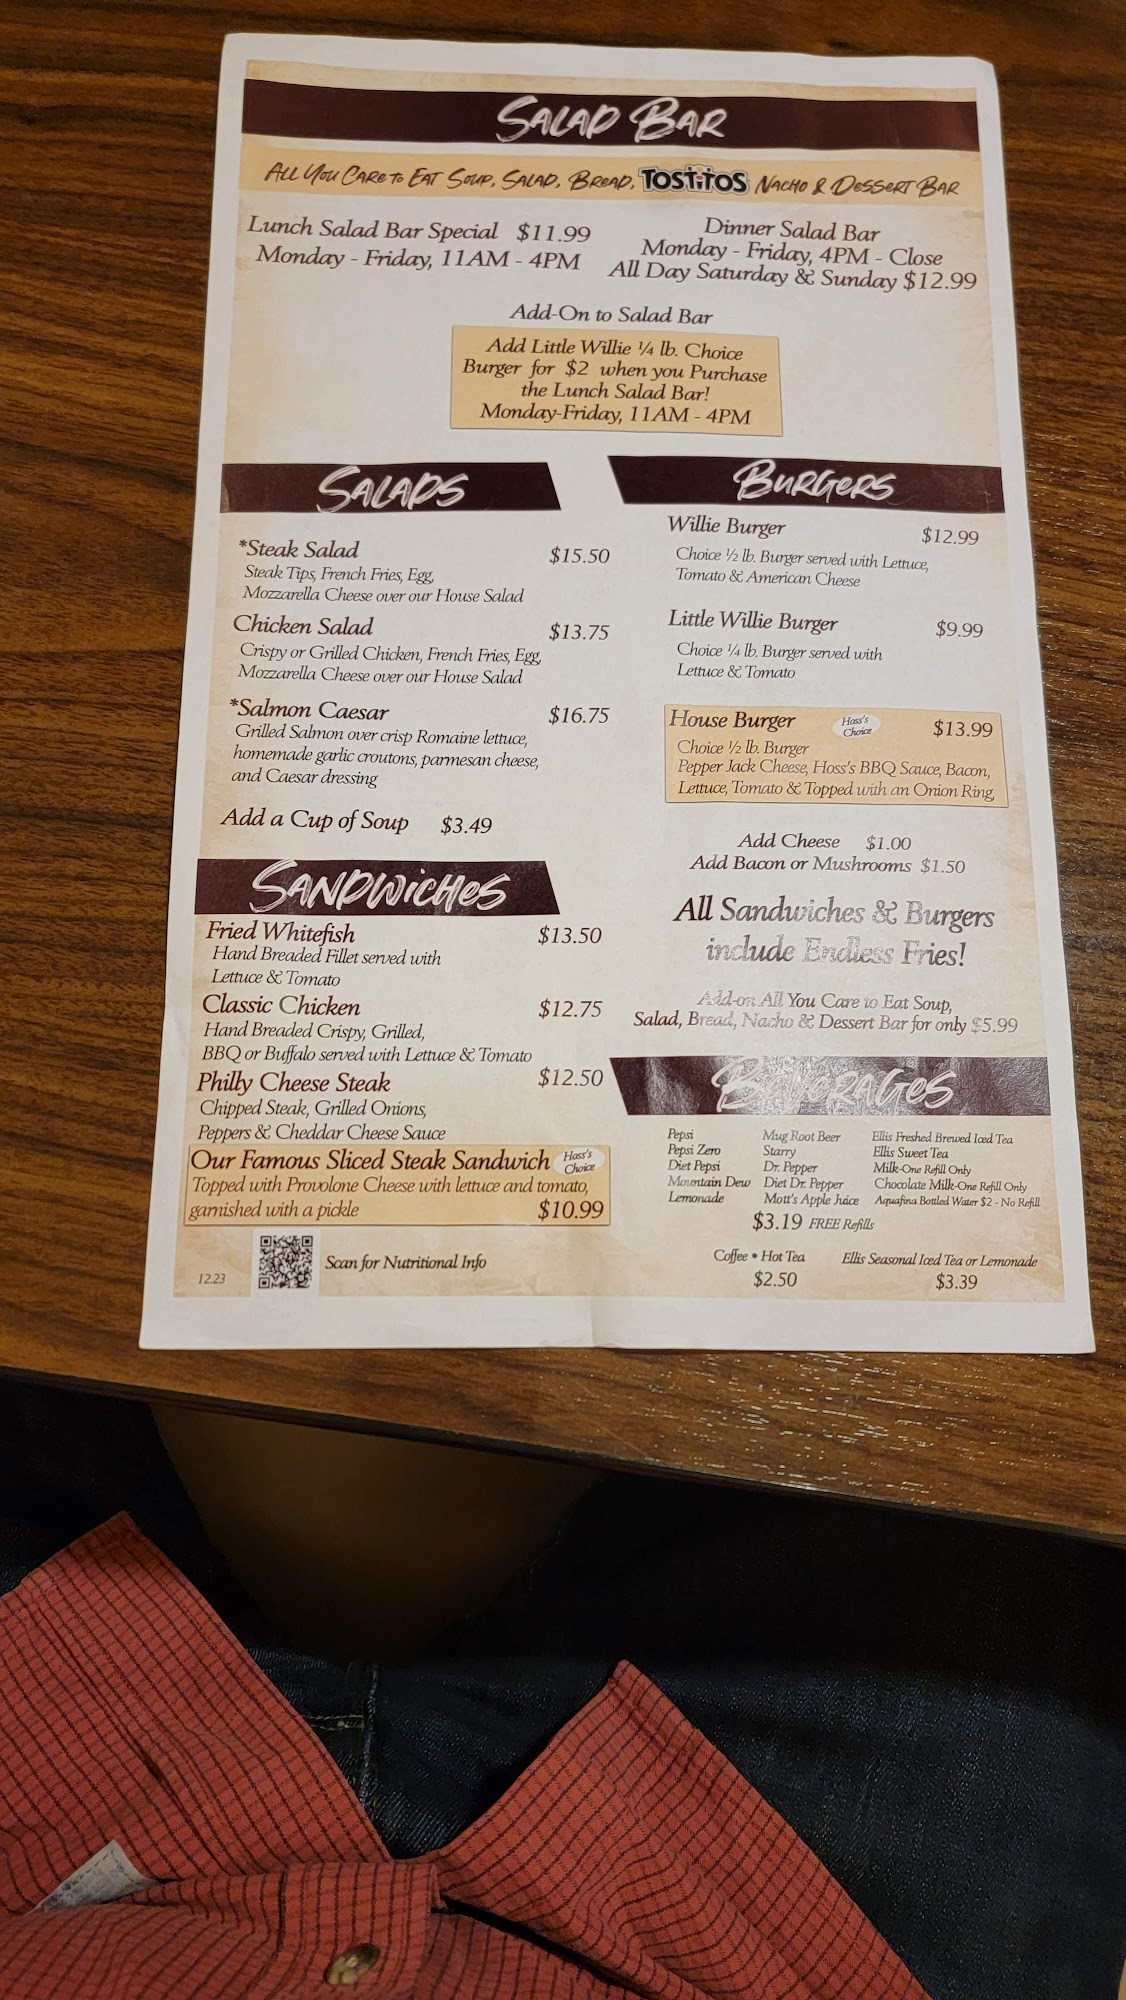 SALAD BAR
ALL YOU CARE TO EAT SOUP, SALAD, BREAD, TOSTITOS NACHO & DESSERT BAR
Lunch Salad Bar Special $11.99
Monday - Friday, 11AM - 4PM
Dinner Salad Bar
Monday - Friday, 4PM - Close
All Day Saturday & Sunday $12.99
Add-On to Salad Bar
Add Little Willie ¼ lb. Choice
Burger for $2 when you Purchase
the Lunch Salad Bar!
Monday-Friday, 11AM - 4PM
SALADS
*Steak Salad $15.50
Steak Tips, French Fries, Egg,
Mozzarella Cheese over our House Salad
Chicken Salad $13.75
Crispy or Grilled Chicken, French Fries, Egg,
Mozzarella Cheese over our House Salad
*Salmon Caesar $16.75
Grilled Salmon over crisp Romaine lettuce,
homemade garlic croutons, parmesan cheese,
and Caesar dressing
Add a Cup of Soup $3.49
SANDWICHES
Fried Whitefish $13.50
Hand Breaded Fillet served with
Lettuce & Tomato
Classic Chicken $12.75
Hand Breaded Crispy, Grilled,
BBQ or Buffalo served with Lettuce & Tomato
Philly Cheese Steak $12.50
Chipped Steak, Grilled Onions,
Peppers & Cheddar Cheese Sauce
Our Famous Sliced Steak Sandwich Hoss's Choice
Topped with Provolone Cheese with lettuce and tomato,
garnished with a pickle $10.99
Scan for Nutritional Info
12.23
BURGERS
Willie Burger $12.99
Choice ½ lb. Burger served with Lettuce,
Tomato & American Cheese
Little Willie Burger $9.99
Choice ¼ lb. Burger served with
Lettuce & Tomato
House Burger Hoss's Choice $13.99
Choice ½ lb. Burger
Pepper Jack Cheese, Hoss's BBQ Sauce, Bacon,
Lettuce, Tomato & Topped with an Onion Ring,
Add Cheese $1.00
Add Bacon or Mushrooms $1.50
All Sandwiches & Burgers
include Endless Fries!
Add-on All You Care to Eat Soup,
Salad, Bread, Nacho & Dessert Bar for only $5.99
BEVERAGES
Pepsi Mug Root Beer Ellis Freshed Brewed Iced Tea
Pepsi Zero Starry Ellis Sweet Tea
Diet Pepsi Dr. Pepper Milk-One Refill Only
Mountain Dew Diet Dr. Pepper Chocolate Milk-One Refill Only
Lemonade Mott's Apple Juice Aquafina Bottled Water $2 - No Refill
$3.19 FREE Refills
Coffee • Hot Tea Ellis Seasonal Iced Tea or Lemonade
$2.50 $3.39